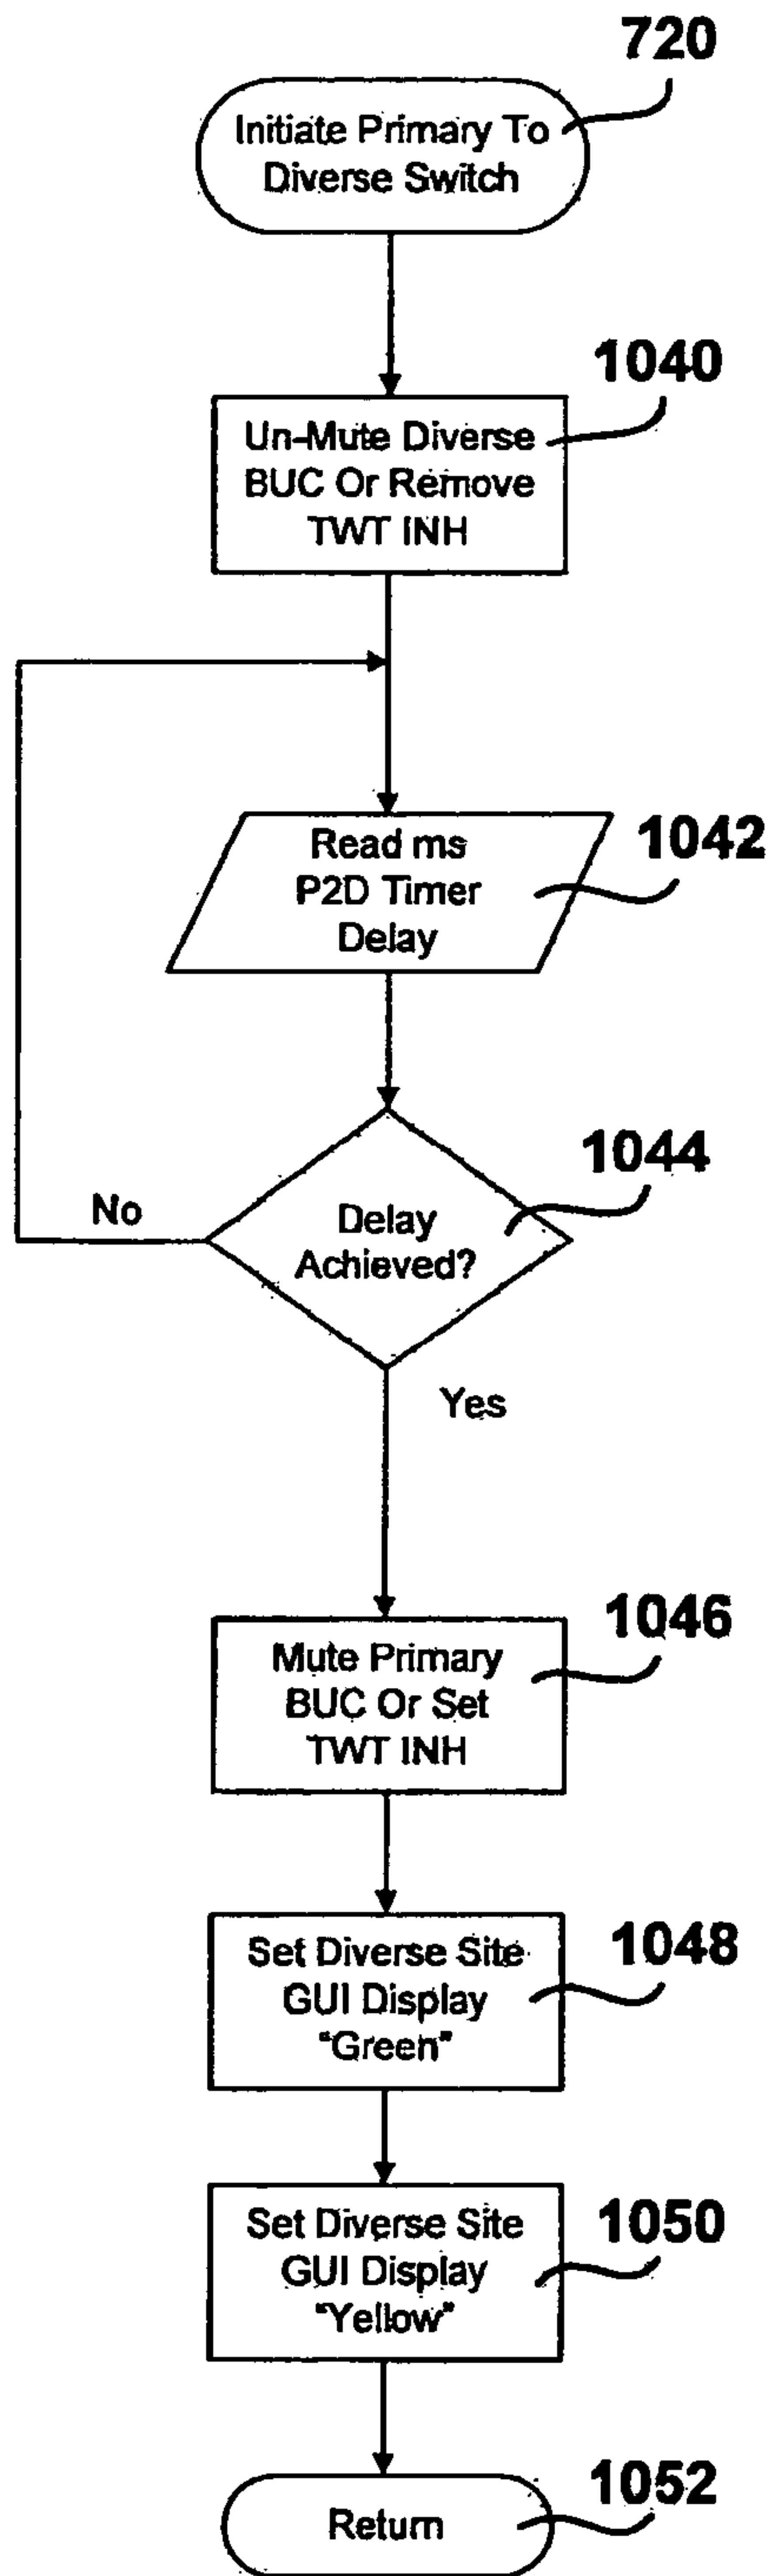 720
Initiate Primary To
Diverse Switch
1040
Un-Mute Diverse
BUC Or Remove
TWT INH
1042
Read ms
P2D Timer
Delay
1044
No
Delay
Achieved?
Yes
1046
Mute Primary
BUC Or Set
TWT INH
1048
Set Diverse Site
GUI Display
"Green"
1050
Set Diverse Site
GUI Display
"Yellow"
1052
Return